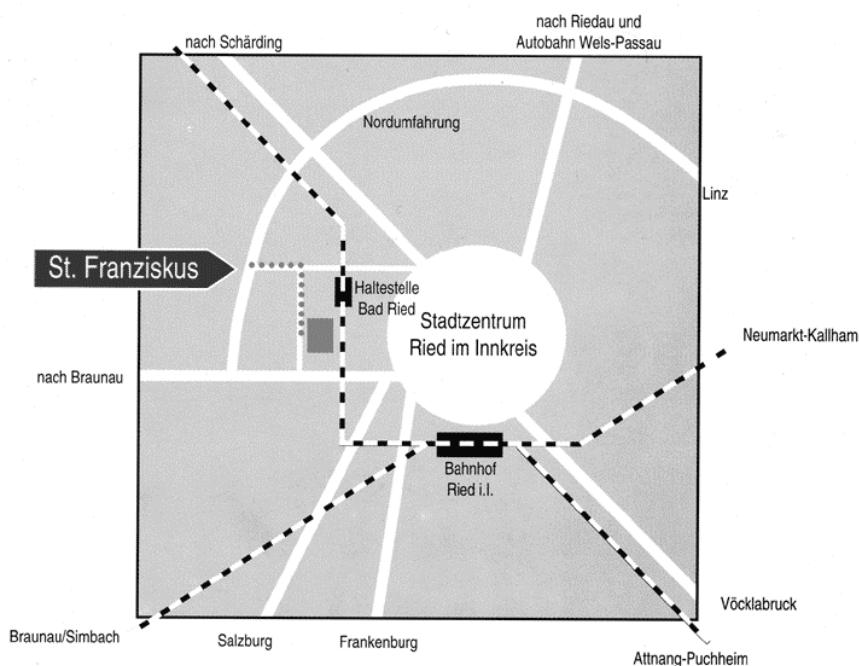 nach Riedau und
Autobahn Wels-Passau
nach Schärding
Nordumfahrung
Linz
St. Franziskus
Haltestelle
Bad Ried
Stadtzentrum
Ried im Innkreis
Neumarkt-Kallham
nach Braunau
Bahnhof
Ried i.I.
Vöcklabruck
Braunau/Simbach
Salzburg
Frankenburg
Attnang-Puchheim